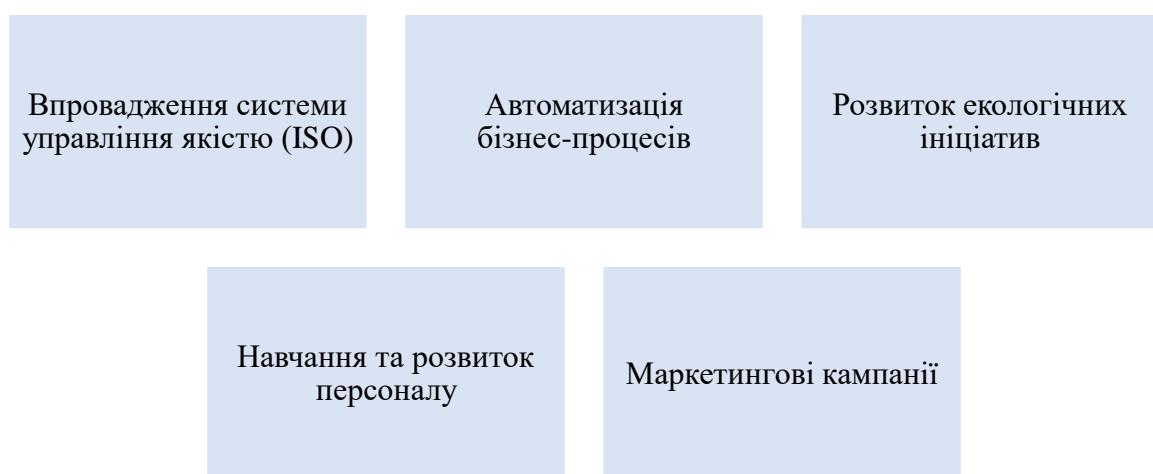 Впровадження системи
управління якістю (ISO)
Автоматизація
бізнес-процесів
Розвиток екологічних
ініціатив
Навчання та розвиток
персоналу
Маркетингові кампанії